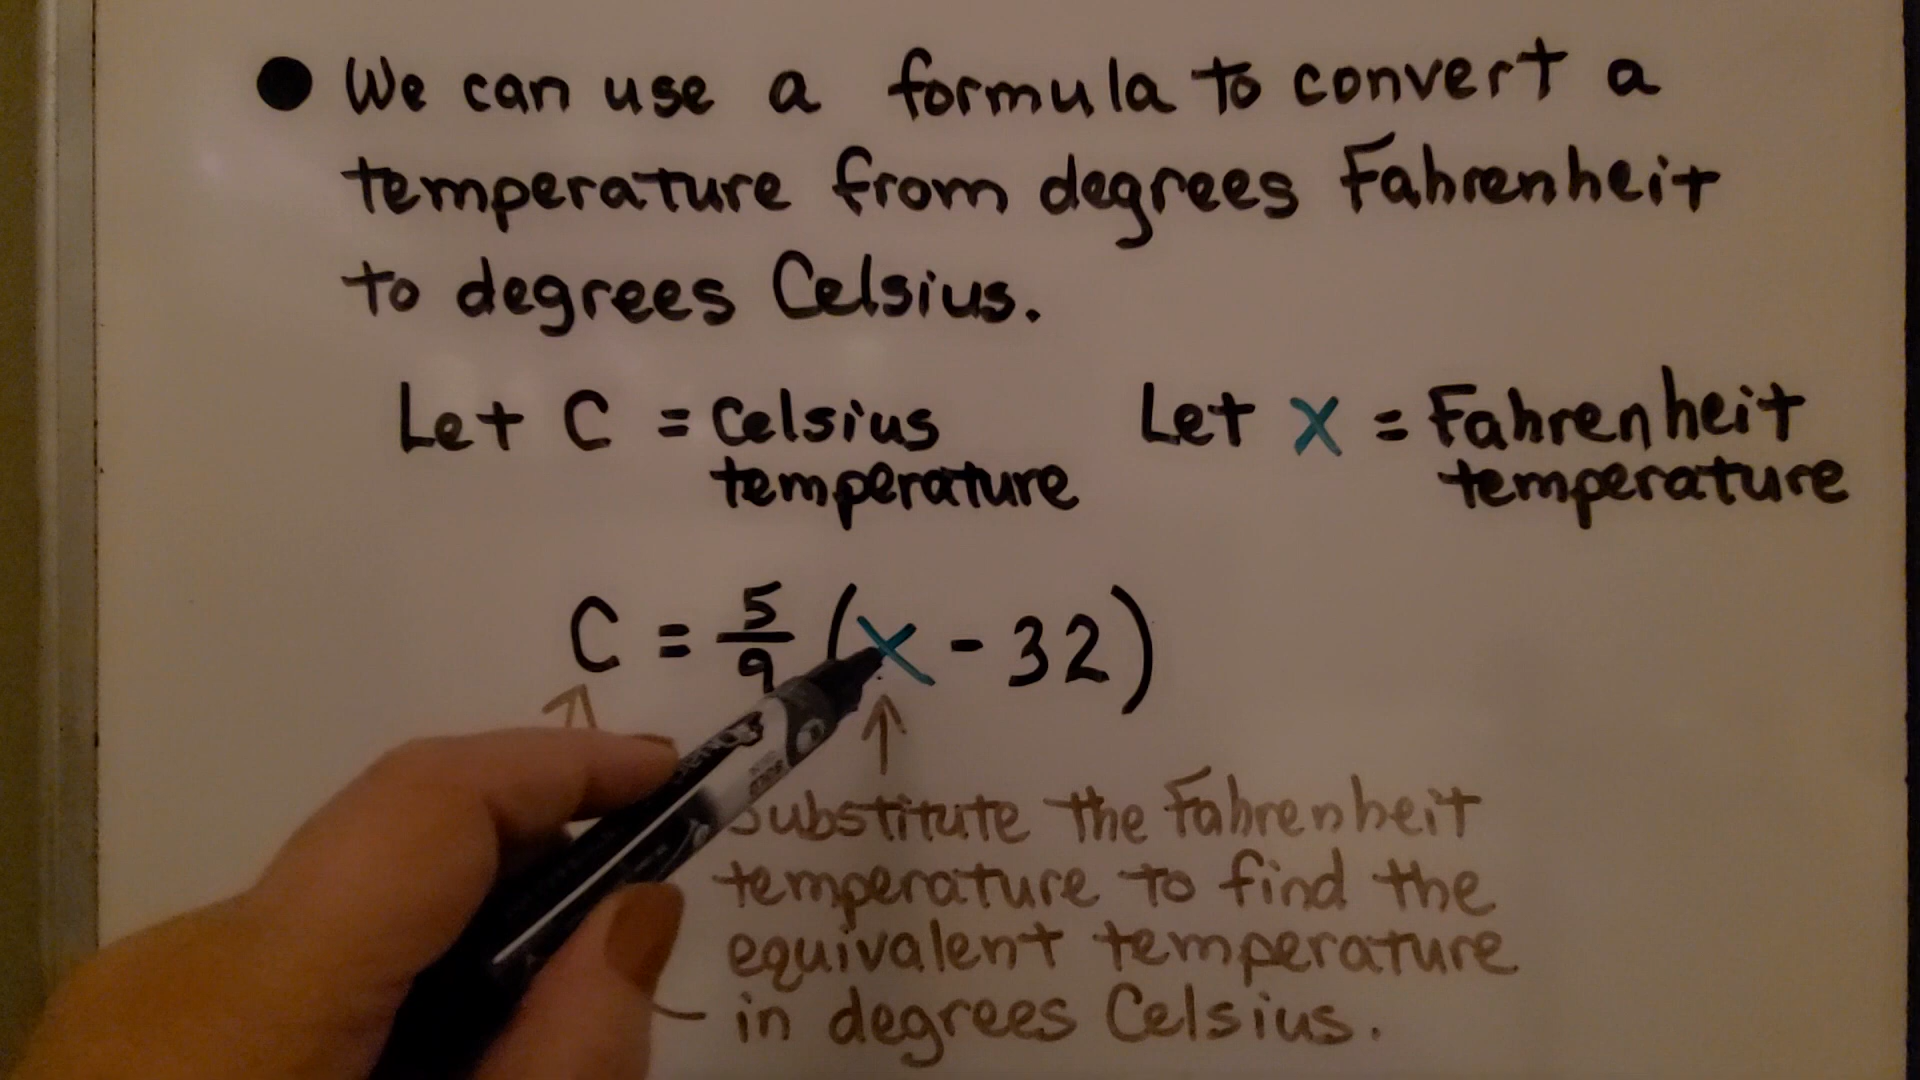 ● We can use a formula to convert a
temperature from degrees Fahrenheit
to degrees Celsius.
Let C = Celsius temperature
Let x = Fahrenheit temperature
C = 5/9 (x - 32)
Substitute the Fahrenheit
temperature to find the
equivalent temperature
in degrees Celsius.